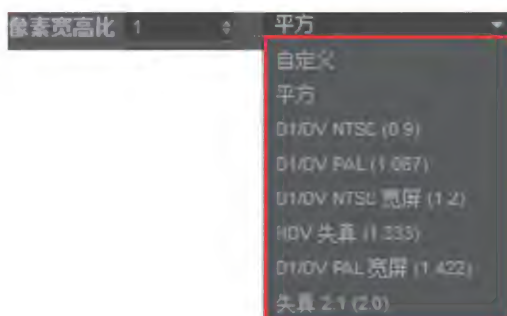 像素宽高比 1 平方
自定义
平方
D1/DV NTSC (0.9)
D1/DV PAL (1.067)
D1/DV NTSC 宽屏 (1.2)
HDV 失真 (1.333)
D1/DV PAL 宽屏 (1.422)
失真 2:1 (2.0)